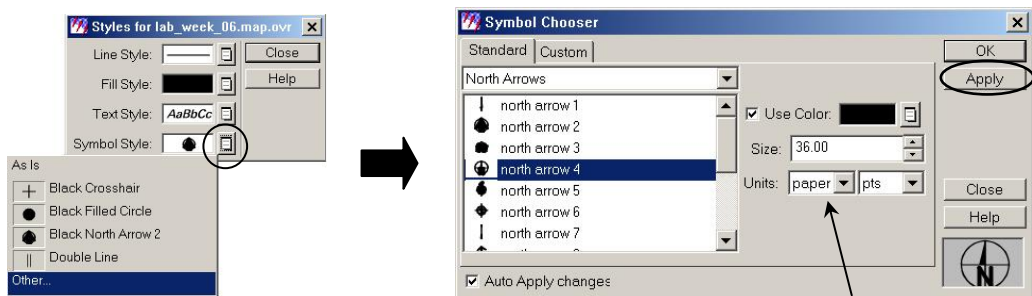 Styles for lab_week_06.map.ovr
Line Style:
Close
Fill Style:
Help
Text Style: AaBbCc
Symbol Style:
As Is
Black Crosshair
Black Filled Circle
Black North Arrow 2
Double Line
Other...
Symbol Chooser
Standard Custom
OK
North Arrows
Apply
north arrow 1
north arrow 2
north arrow 3
north arrow 4
north arrow 5
north arrow 6
north arrow 7
Use Color:
Size: 36.00
Units: paper pts
Close
Help
N
Auto Apply changes